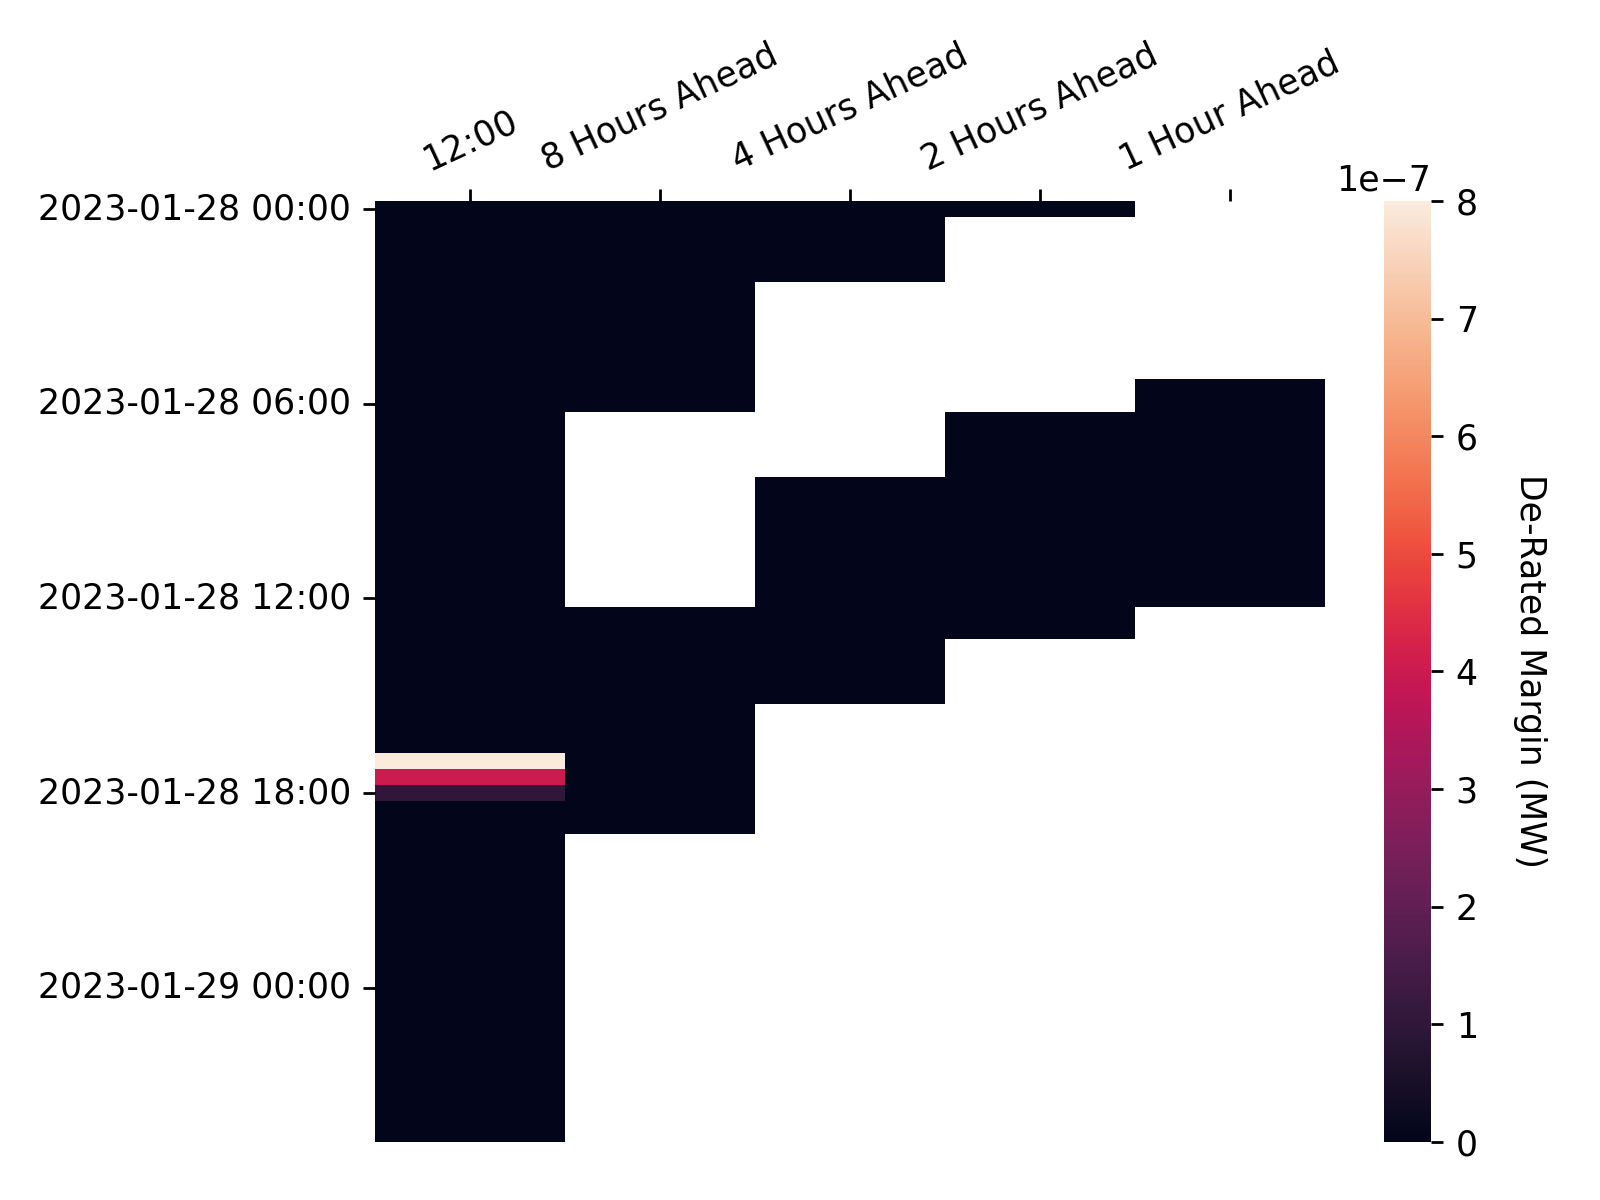 12:00
8 Hours Ahead
4 Hours Ahead
2 Hours Ahead
1 Hour Ahead
2023-01-28 00:00
2023-01-28 06:00
2023-01-28 12:00
2023-01-28 18:00
2023-01-29 00:00
1e−7
8
7
6
5
4
3
2
1
0
De-Rated Margin (MW)